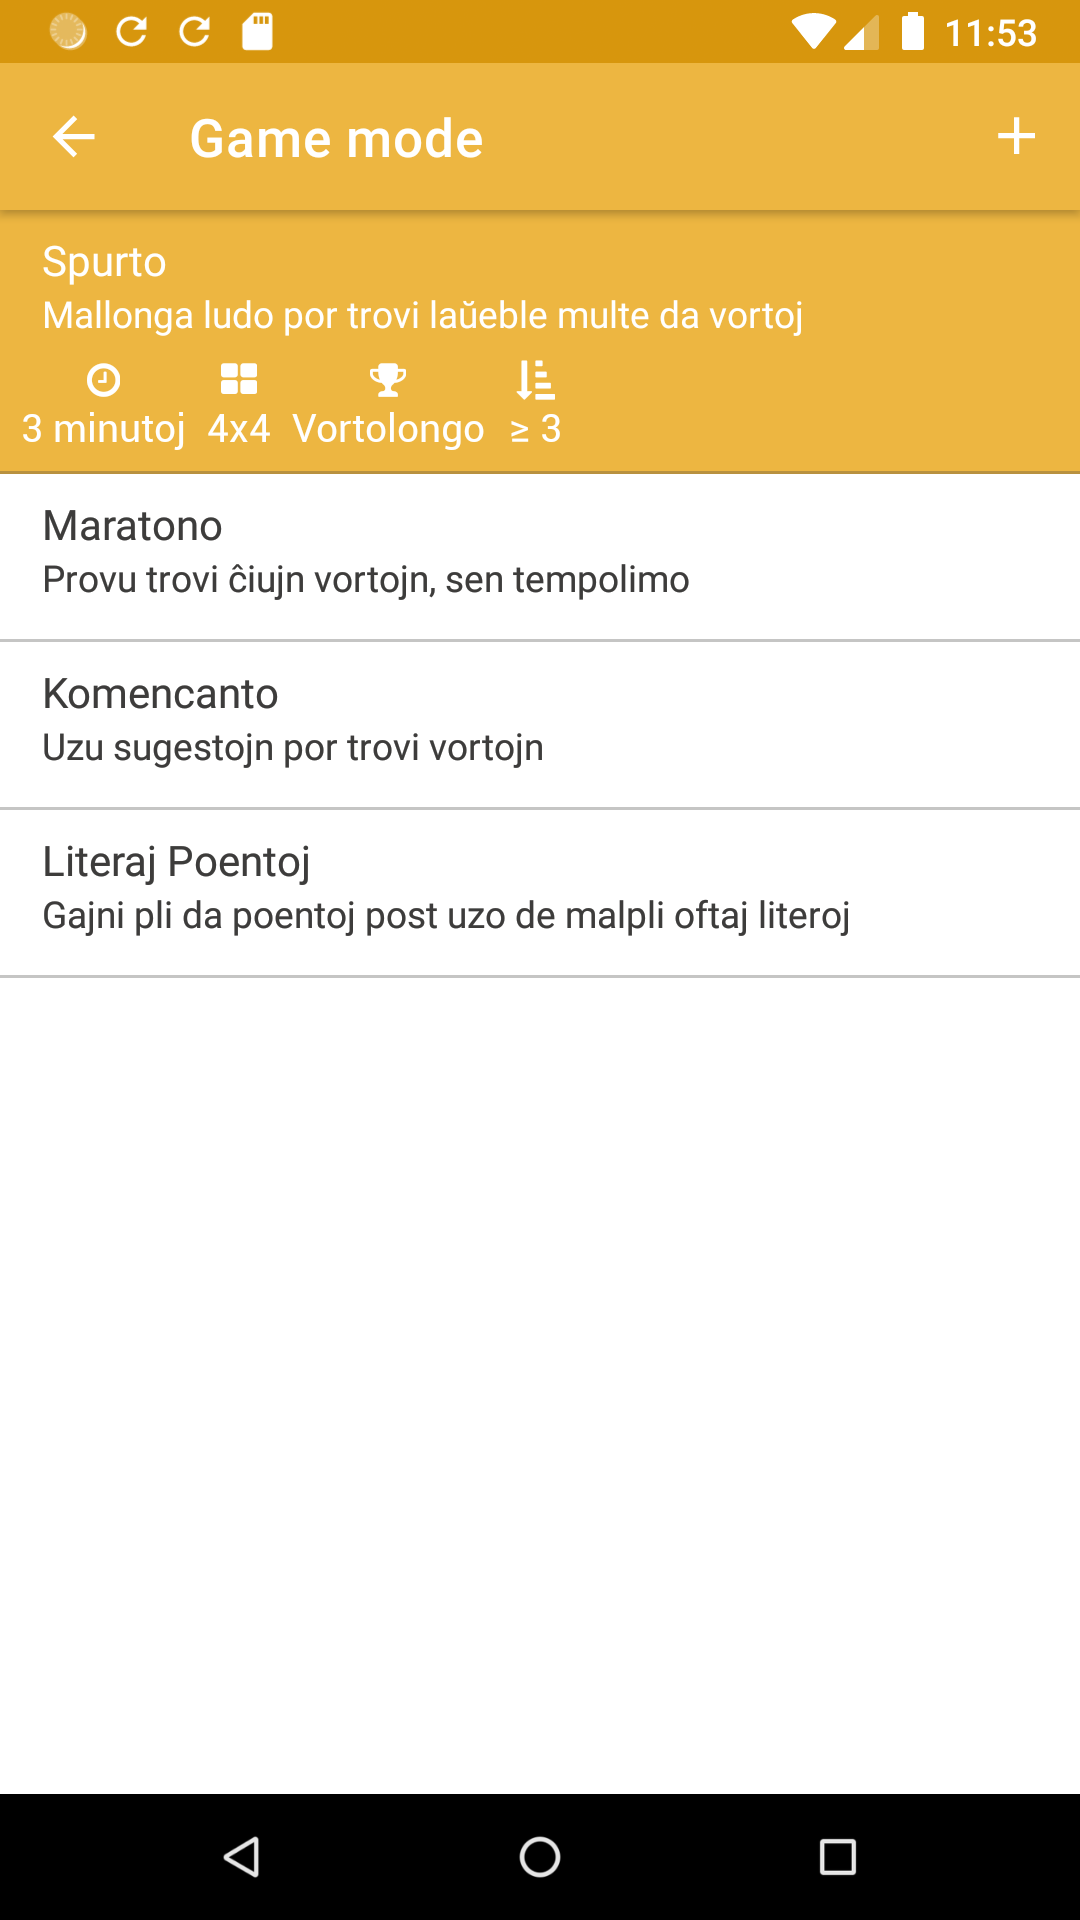 11:53
Game mode
Spurto
Mallonga ludo por trovi laŭeble multe da vortoj
3 minutoj 4x4 Vortolongo ≥ 3
Maratono
Provu trovi ĉiujn vortojn, sen tempolimo
Komencanto
Uzu sugestojn por trovi vortojn
Literaj Poentoj
Gajni pli da poentoj post uzo de malpli oftaj literoj